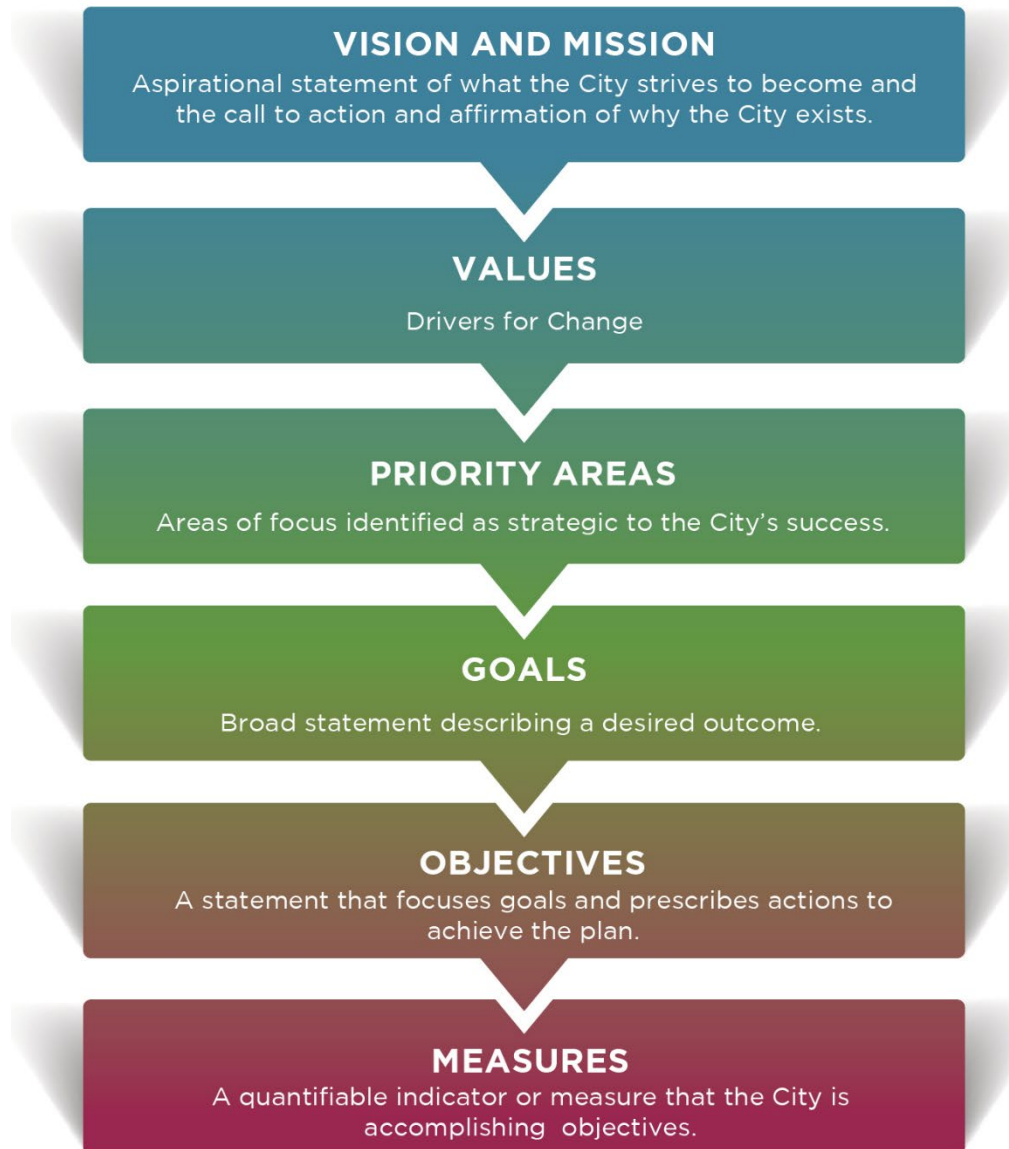 VISION AND MISSION
Aspirational statement of what the City strives to become and
the call to action and affirmation of why the City exists.
VALUES
Drivers for Change
PRIORITY AREAS
Areas of focus identified as strategic to the City’s success.
GOALS
Broad statement describing a desired outcome.
OBJECTIVES
A statement that focuses goals and prescribes actions to
achieve the plan.
MEASURES
A quantifiable indicator or measure that the City is
accomplishing objectives.